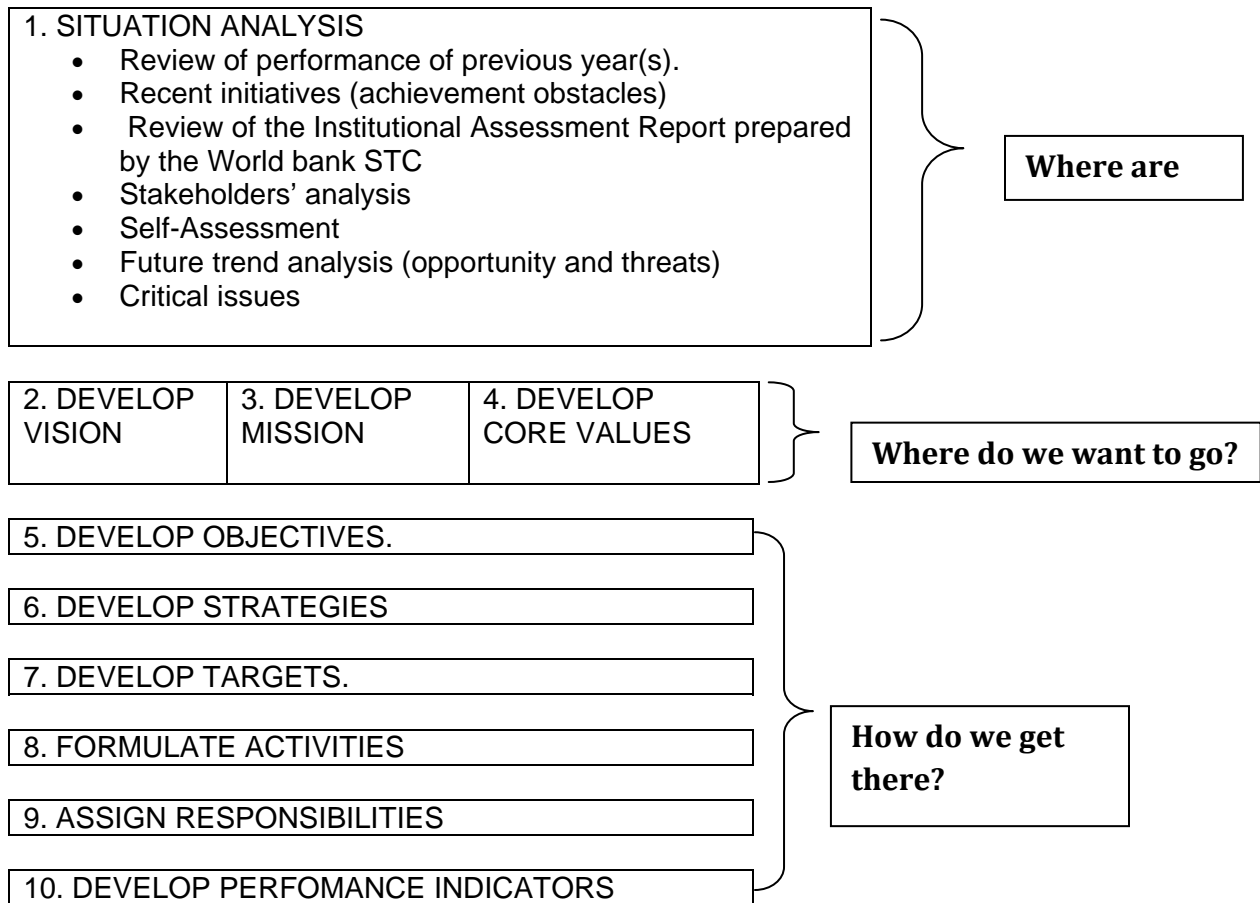 1. SITUATION ANALYSIS
• Review of performance of previous year(s).
• Recent initiatives (achievement obstacles)
• Review of the Institutional Assessment Report prepared
by the World bank STC
• Stakeholders’ analysis
• Self-Assessment
• Future trend analysis (opportunity and threats)
• Critical issues
Where are
2. DEVELOP
VISION
3. DEVELOP
MISSION
4. DEVELOP
CORE VALUES
Where do we want to go?
5. DEVELOP OBJECTIVES.
6. DEVELOP STRATEGIES
7. DEVELOP TARGETS.
8. FORMULATE ACTIVITIES
9. ASSIGN RESPONSIBILITIES
10. DEVELOP PERFOMANCE INDICATORS
How do we get
there?